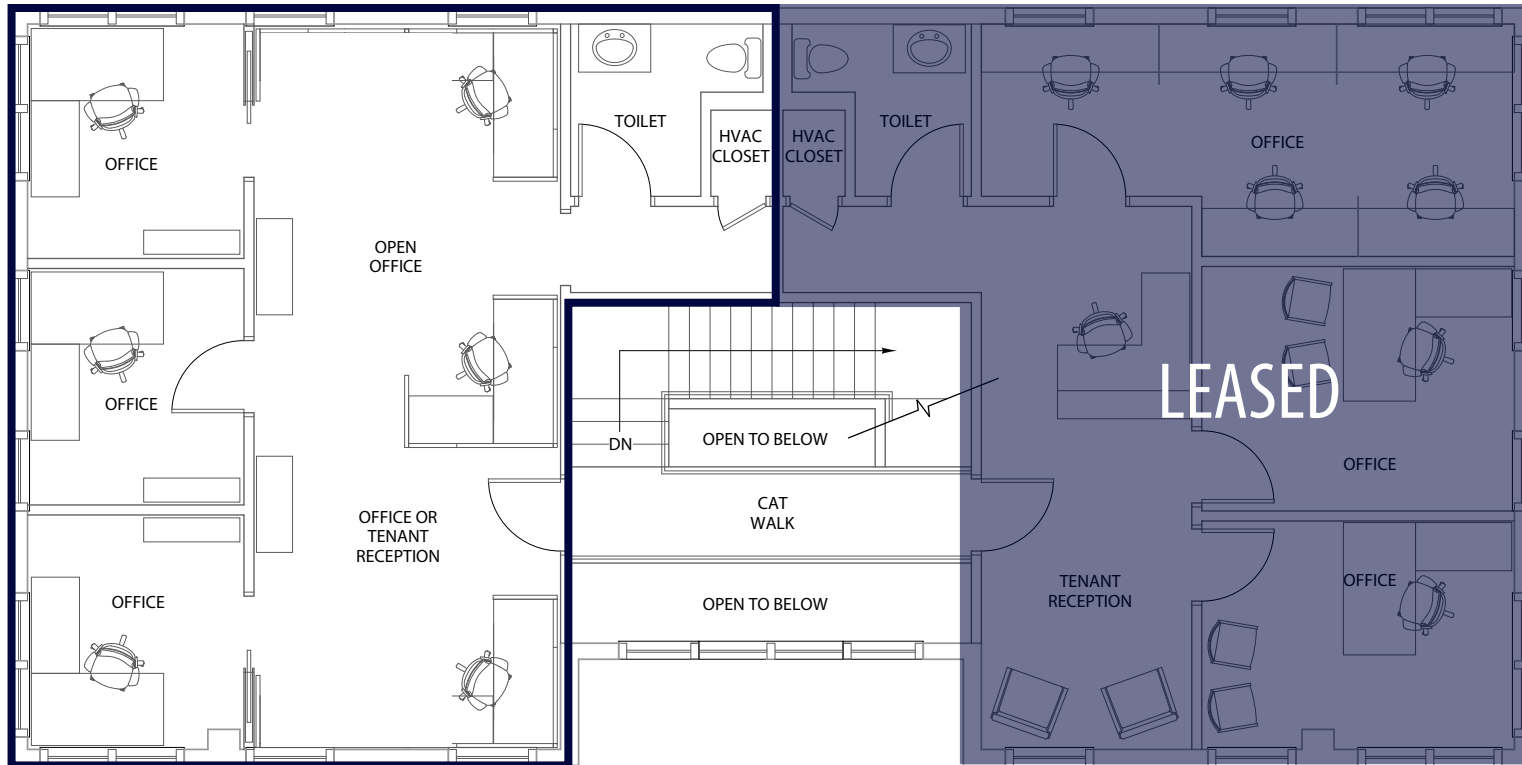 TOILET
HVAC
CLOSET
HVAC
CLOSET
TOILET
OFFICE
OFFICE
OPEN
OFFICE
OFFICE
DN
OPEN TO BELOW
LEASED
OFFICE
CAT
WALK
OFFICE OR
TENANT
RECEPTION
OFFICE
OPEN TO BELOW
TENANT
RECEPTION
OFFICE